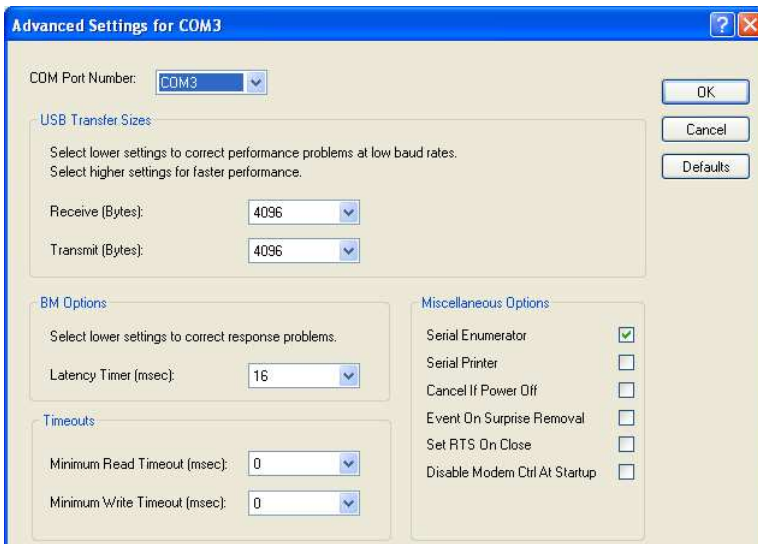 Advanced Settings for COM3
COM Port Number: COM3
OK
Cancel
Defaults
USB Transfer Sizes
Select lower settings to correct performance problems at low baud rates.
Select higher settings for faster performance.
Receive (Bytes): 4096
Transmit (Bytes): 4096
BM Options
Select lower settings to correct response problems.
Latency Timer (msec): 16
Timeouts
Minimum Read Timeout (msec): 0
Minimum Write Timeout (msec): 0
Miscellaneous Options
Serial Enumerator
Serial Printer
Cancel If Power Off
Event On Surprise Removal
Set RTS On Close
Disable Modem Ctrl At Startup